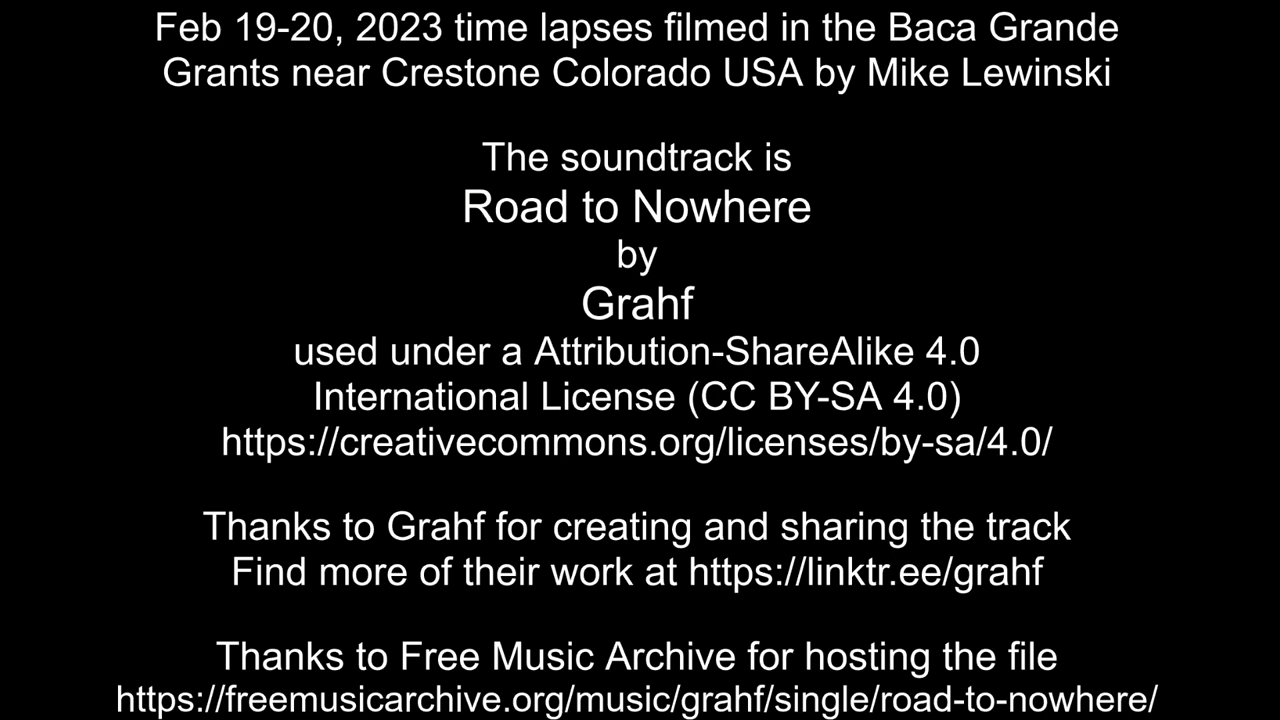 Feb 19-20, 2023 time lapses filmed in the Baca Grande
Grants near Crestone Colorado USA by Mike Lewinski
The soundtrack is
Road to Nowhere
by
Grahf
used under a Attribution-ShareAlike 4.0
International License (CC BY-SA 4.0)
https://creativecommons.org/licenses/by-sa/4.0/
Thanks to Grahf for creating and sharing the track
Find more of their work at https://linktr.ee/grahf
Thanks to Free Music Archive for hosting the file
https://freemusicarchive.org/music/grahf/single/road-to-nowhere/